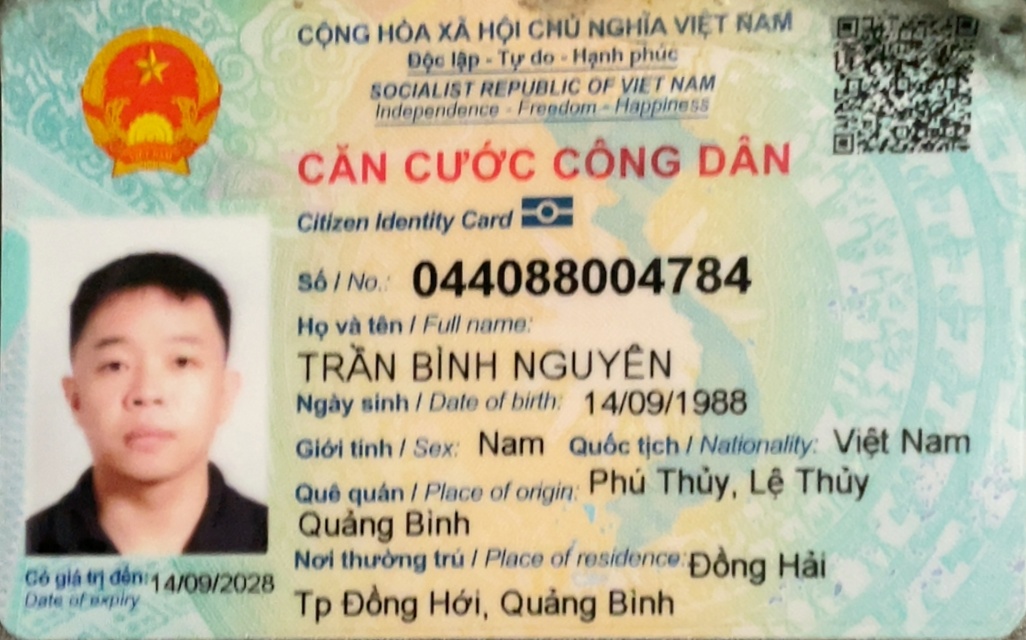 CỘNG HÒA XÃ HỘI CHỦ NGHĨA VIỆT NAM
Độc lập - Tự do - Hạnh phúc
SOCIALIST REPUBLIC OF VIET NAM
Independence - Freedom - Happiness
CĂN CƯỚC CÔNG DÂN
Citizen Identity Card
Số / No.: 044088004784
Họ và tên / Full name:
TRẦN BÌNH NGUYÊN
Ngày sinh / Date of birth: 14/09/1988
Giới tính / Sex: Nam Quốc tịch / Nationality: Việt Nam
Quê quán / Place of origin: Phú Thủy, Lệ Thủy
Quảng Bình
Nơi thường trú / Place of residence: Đồng Hải
Tp Đồng Hới, Quảng Bình
Có giá trị đến: 14/09/2028
Date of expiry